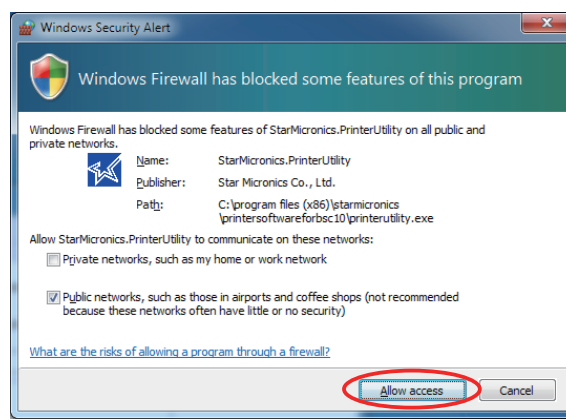 Windows Security Alert
Windows Firewall has blocked some features of this program
Windows Firewall has blocked some features of StarMicronics.PrinterUtility on all public and
private networks.
Name: StarMicronics.PrinterUtility
Publisher: Star Micronics Co., Ltd.
Path: C:\program files (x86)\starmicronics
\printersoftwareforbsc10\printerutility.exe
Allow StarMicronics.PrinterUtility to communicate on these networks:
Private networks, such as my home or work network
Public networks, such as those in airports and coffee shops (not recommended
because these networks often have little or no security)
What are the risks of allowing a program through a firewall?
Allow access Cancel